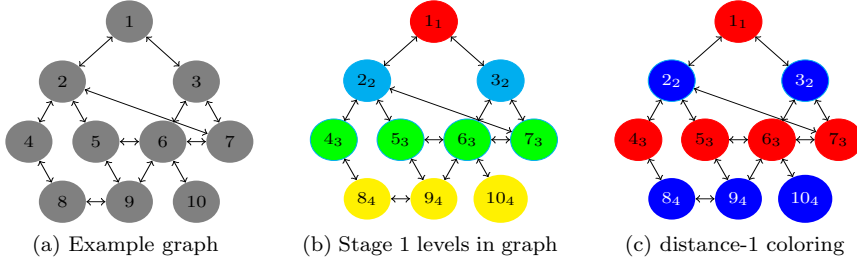 1
2 3
4 5 6 7
8 9 10
(a) Example graph
1₁
2₂ 3₂
4₃ 5₃ 6₃ 7₃
8₄ 9₄ 10₄
(b) Stage 1 levels in graph
1₁
2₂ 3₂
4₃ 5₃ 6₃ 7₃
8₄ 9₄ 10₄
(c) distance-1 coloring